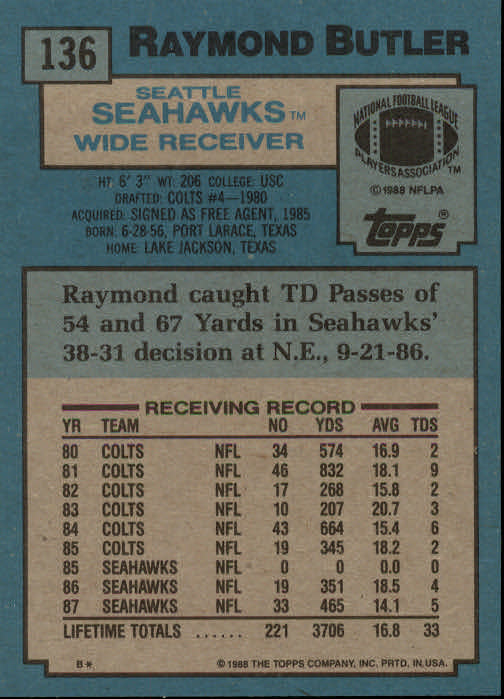 136
RAYMOND BUTLER
SEATTLE
SEAHAWKS™
WIDE RECEIVER
NATIONAL FOOTBALL LEAGUE
PLAYERS ASSOCIATION™
©1988 NFLPA
topps®
HT: 6' 3" WT: 206 COLLEGE: USC
DRAFTED: COLTS #4—1980
ACQUIRED: SIGNED AS FREE AGENT, 1985
BORN: 6-28-56, PORT LARACE, TEXAS
HOME: LAKE JACKSON, TEXAS
Raymond caught TD Passes of
54 and 67 Yards in Seahawks'
38-31 decision at N.E., 9-21-86.
RECEIVING RECORD
YR TEAM NO YDS AVG TDS
80 COLTS NFL 34 574 16.9 2
81 COLTS NFL 46 832 18.1 9
82 COLTS NFL 17 268 15.8 2
83 COLTS NFL 10 207 20.7 3
84 COLTS NFL 43 664 15.4 6
85 COLTS NFL 19 345 18.2 2
85 SEAHAWKS NFL 0 0 0.0 0
86 SEAHAWKS NFL 19 351 18.5 4
87 SEAHAWKS NFL 33 465 14.1 5
LIFETIME TOTALS ...... 221 3706 16.8 33
B* ©1988 THE TOPPS COMPANY, INC. PRTD. IN.USA.